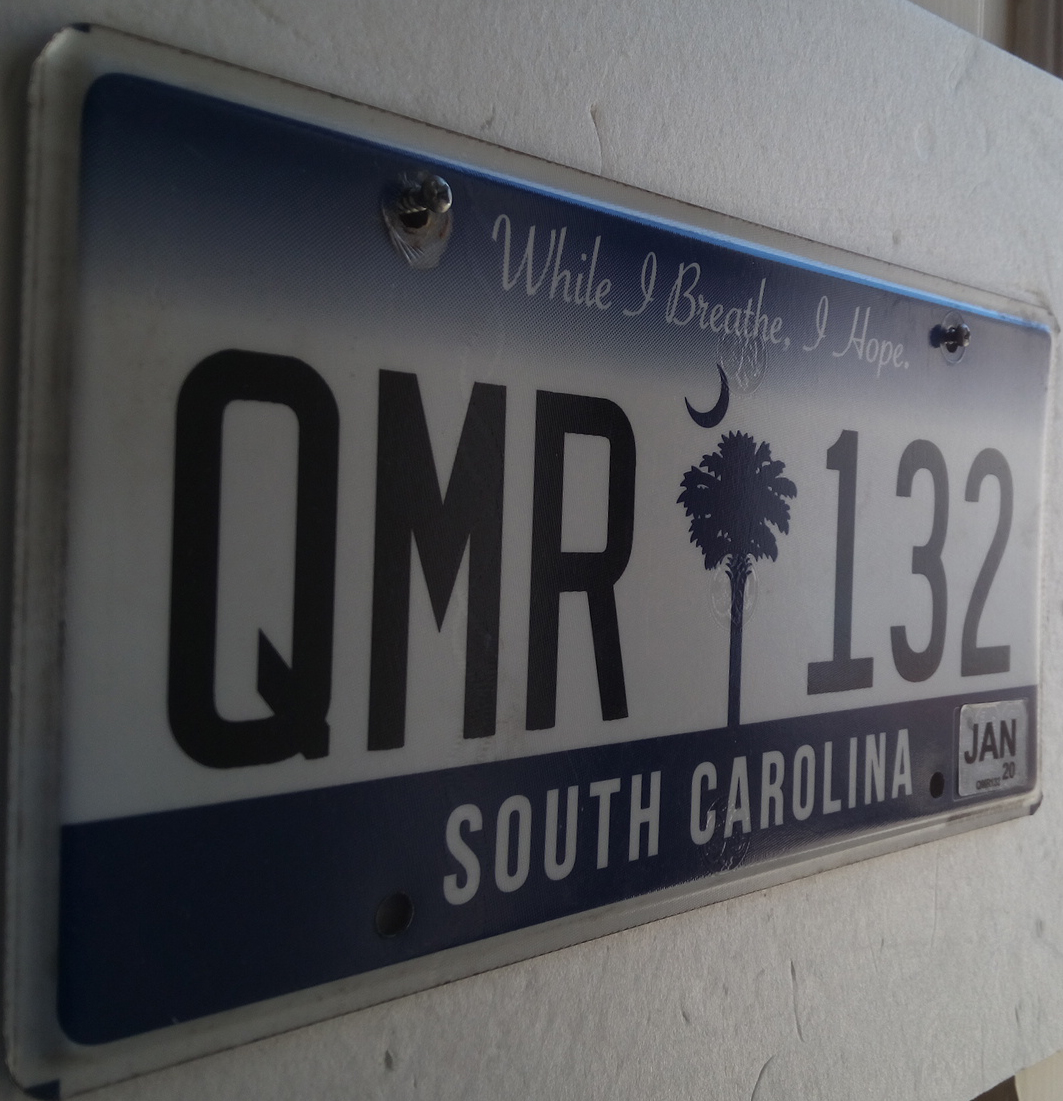 While I Breathe, I Hope.
QMR 132
SOUTH CAROLINA
JAN
20